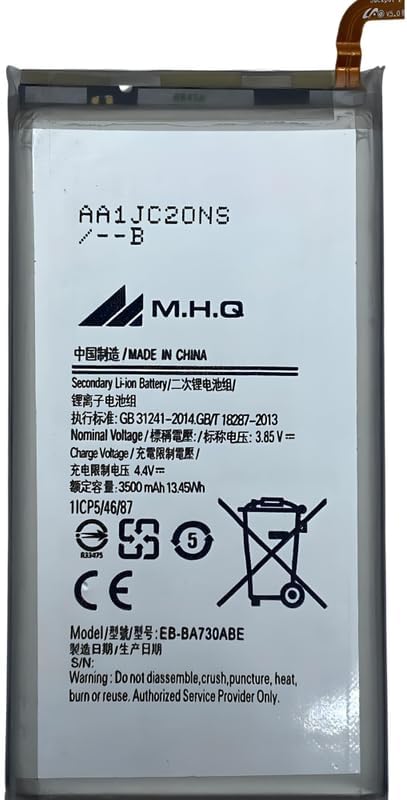 V3.0
AA1JC20NS
/--B
M.H.Q
中国制造 / MADE IN CHINA
Secondary Li-ion Battery/二次锂电池组/
锂离子电池组
执行标准: GB 31241-2014.GB/T 18287-2013
Nominal Voltage / 標稱電壓: / 标称电压: 3.85 V⎓
Charge Voltage / 充電限制電壓 /
充电限制电压 4.4V⎓
额定容量: 3500 mAh 13.45Wh
1ICP5/46/87
R33475
5
CE
Model/型號/型号: EB-BA730ABE
製造日期/生产日期
S/N:
Warning : Do not diassemble,crush,puncture, heat,
burn or reuse. Authorized Service Provider Only.